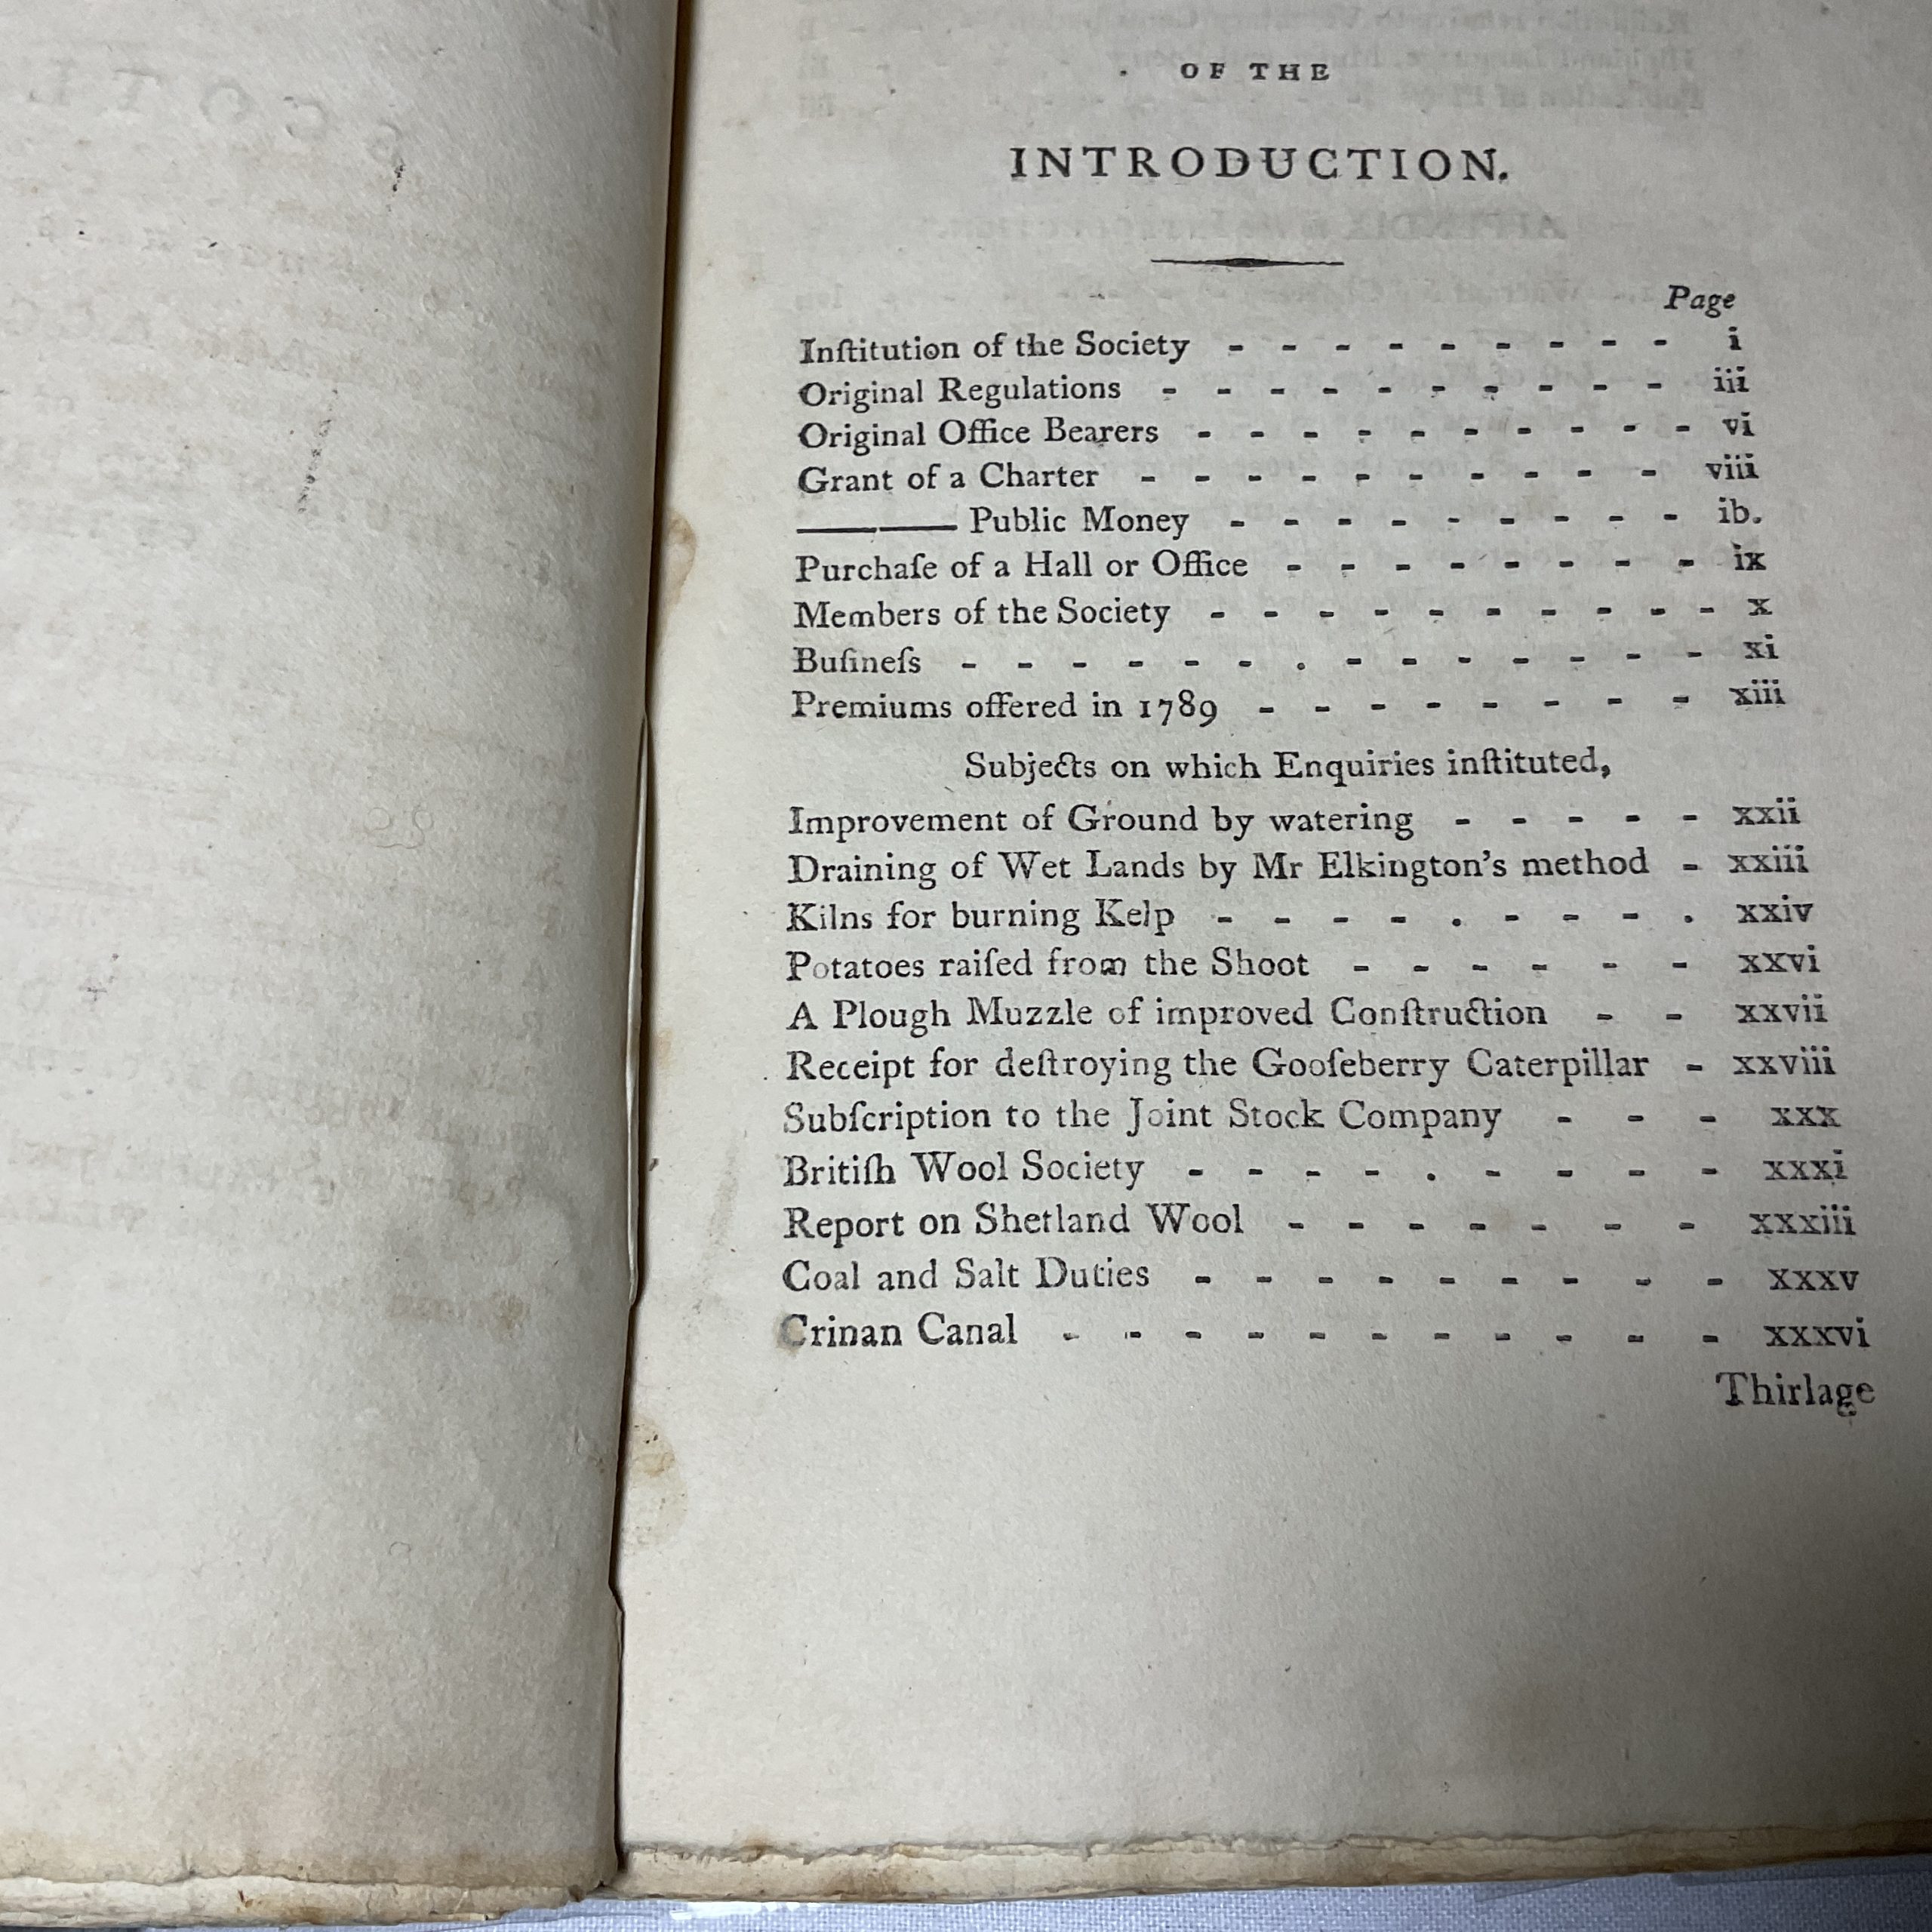 OF THE
INTRODUCTION.
Page
Inſtitution of the Society - - - - - - - - - i
Original Regulations - - - - - - - - - - iii
Original Office Bearers - - - - - - - - - - vi
Grant of a Charter - - - - - - - - - - viii
——— Public Money - - - - - - - - - ib.
Purchaſe of a Hall or Office - - - - - - - - ix
Members of the Society - - - - - - - - - - x
Buſineſs - - - - - - . - - - - - - - xi
Premiums offered in 1789 - - - - - - - - xiii
Subjects on which Enquiries inſtituted,
Improvement of Ground by watering - - - - - xxii
Draining of Wet Lands by Mr Elkington's method - xxiii
Kilns for burning Kelp - - - - . - - - . xxiv
Potatoes raiſed from the Shoot - - - - - - xxvi
A Plough Muzzle of improved Conſtruction - - xxvii
Receipt for deſtroying the Gooſeberry Caterpillar - xxviii
Subſcription to the Joint Stock Company - - - xxx
Britiſh Wool Society - - - - . - - - - xxxi
Report on Shetland Wool - - - - - - - xxxiii
Coal and Salt Duties - - - - - - - - - xxxv
Crinan Canal - - - - - - - - - - - xxxvi
Thirlage